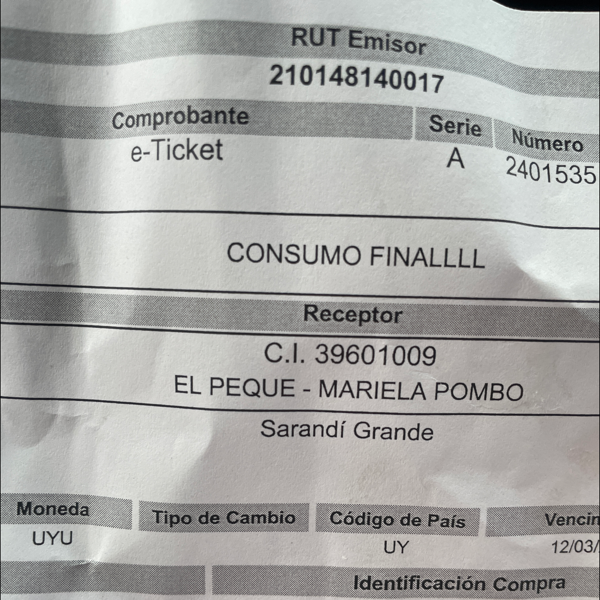 RUT Emisor
210148140017
Comprobante Serie Número
e-Ticket A 2401535
CONSUMO FINALLLL
Receptor
C.I. 39601009
EL PEQUE - MARIELA POMBO
Sarandí Grande
Moneda Tipo de Cambio Código de País Vencin
UYU UY 12/03/
Identificación Compra